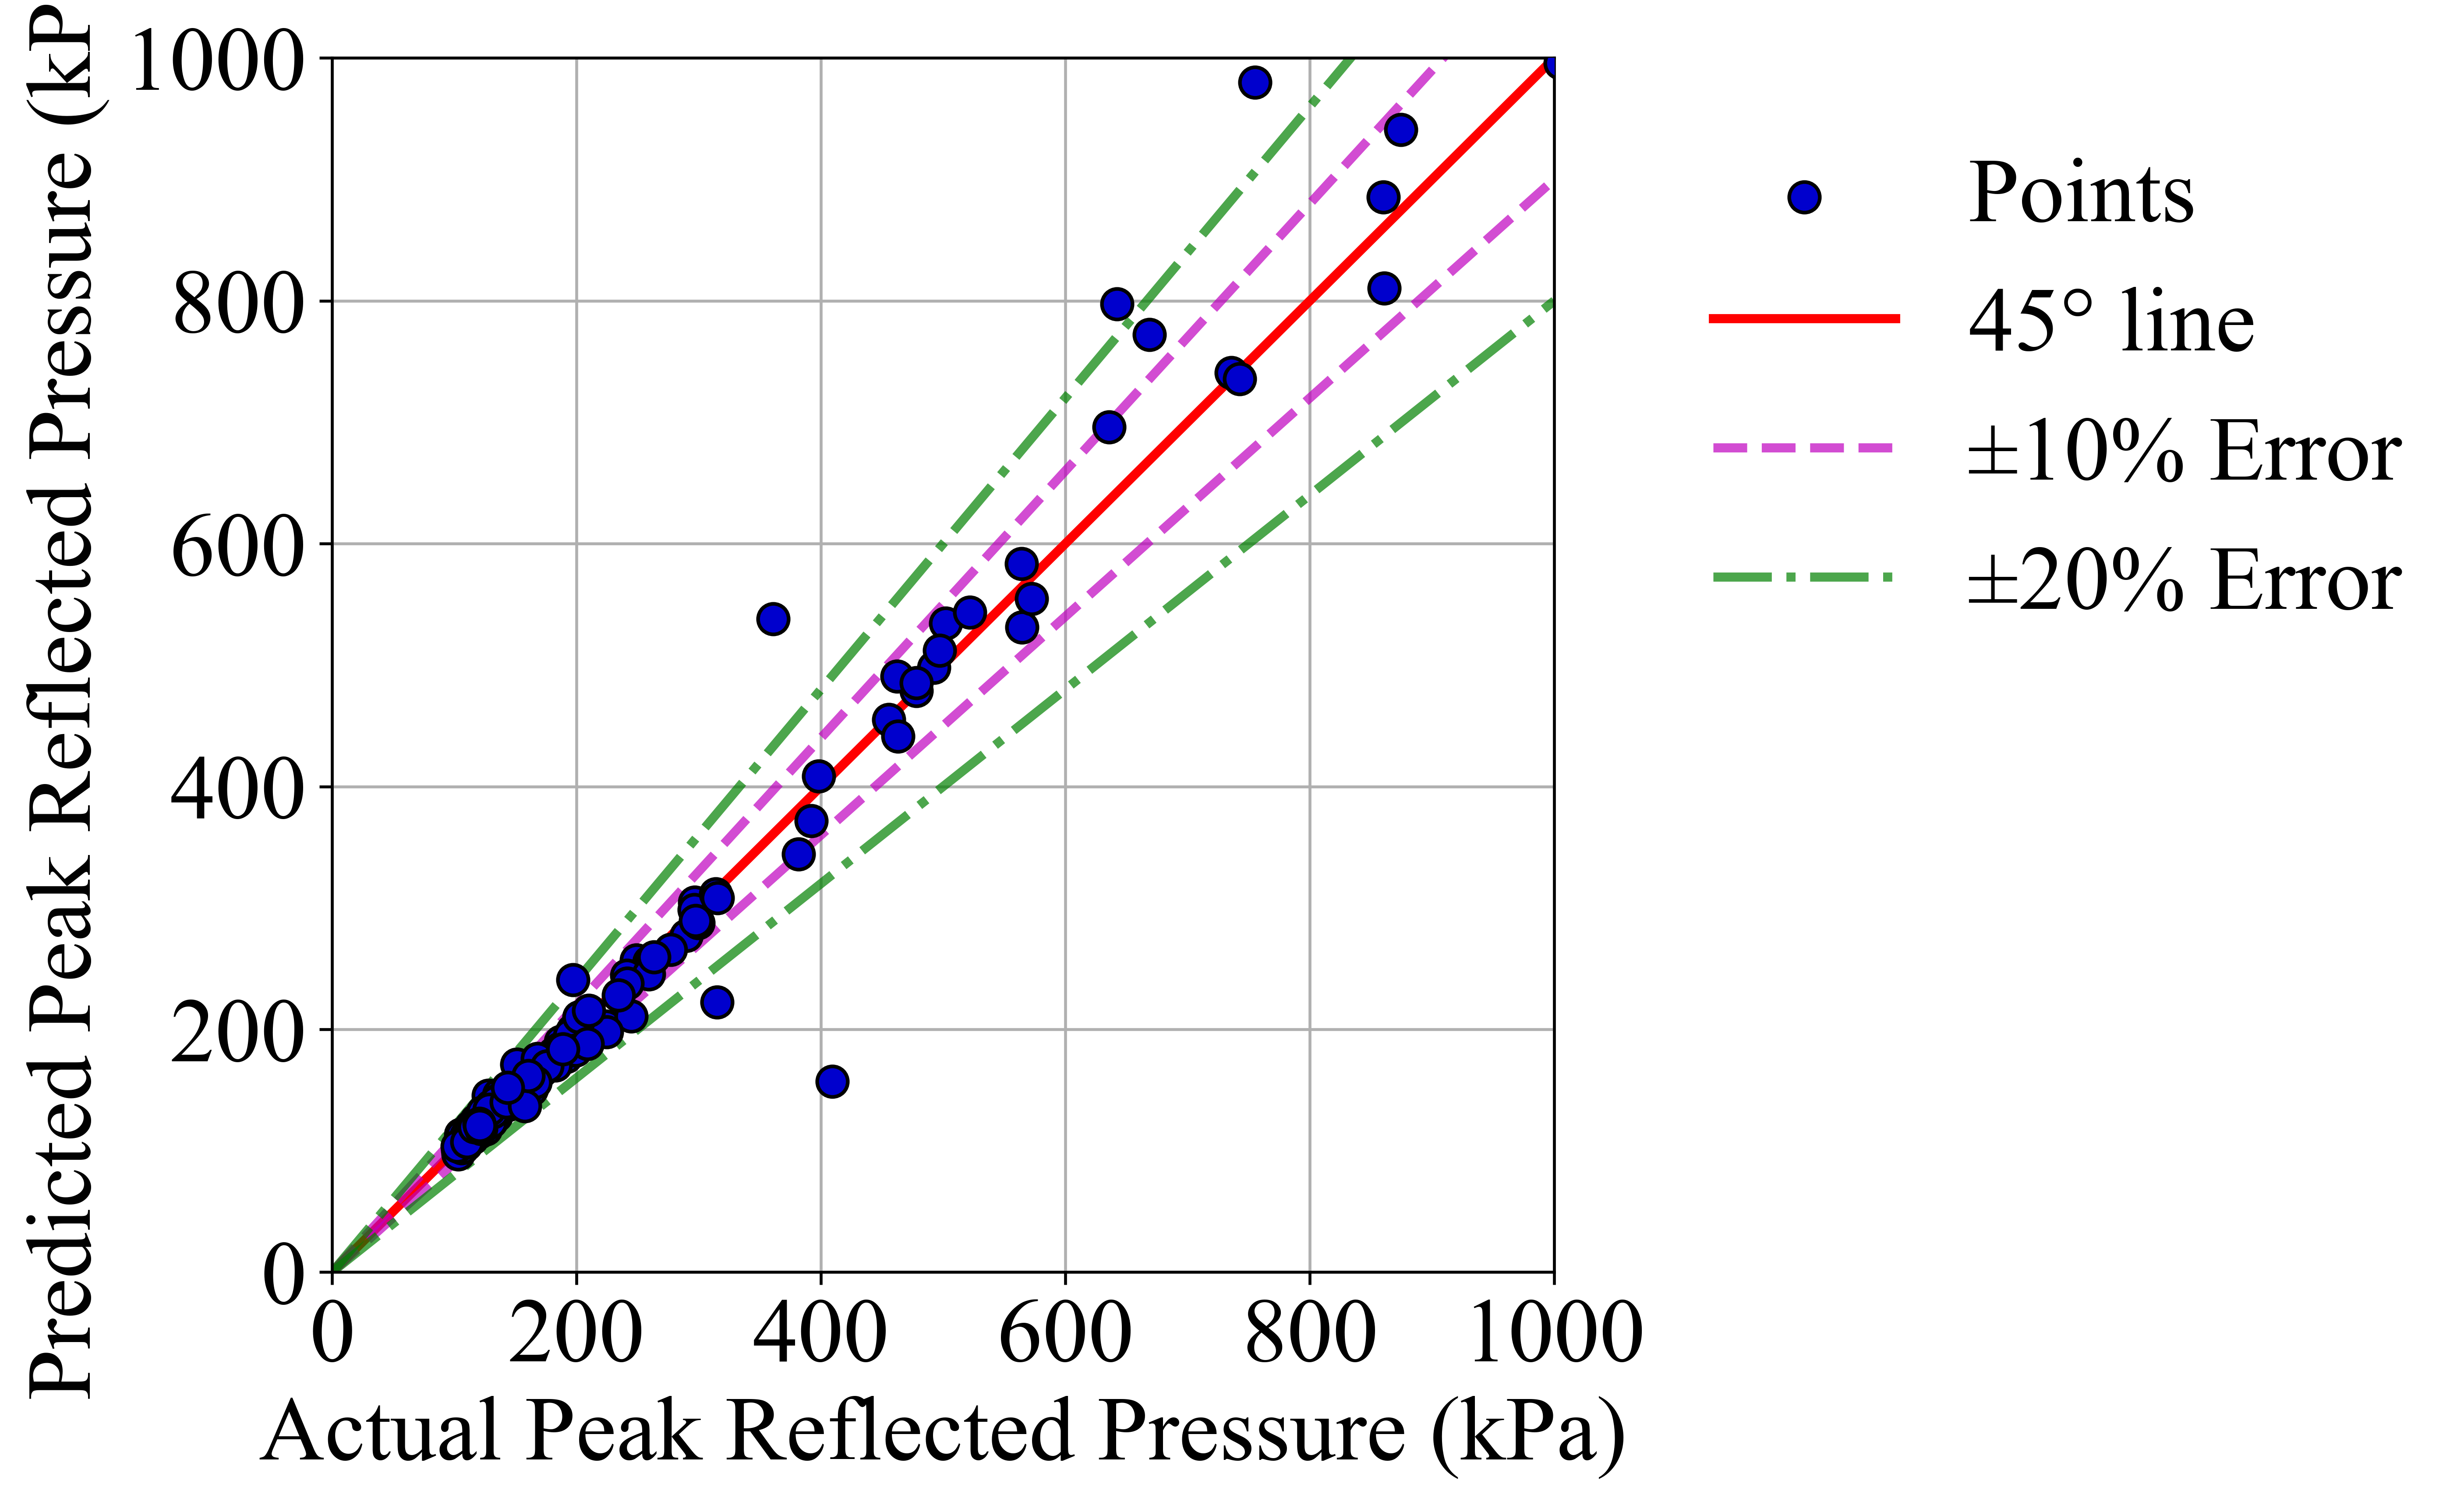 Predicted Peak Reflected Pressure (kP
1000
800
600
400
200
0
0 200 400 600 800 1000
Actual Peak Reflected Pressure (kPa)
Points
45° line
±10% Error
±20% Error